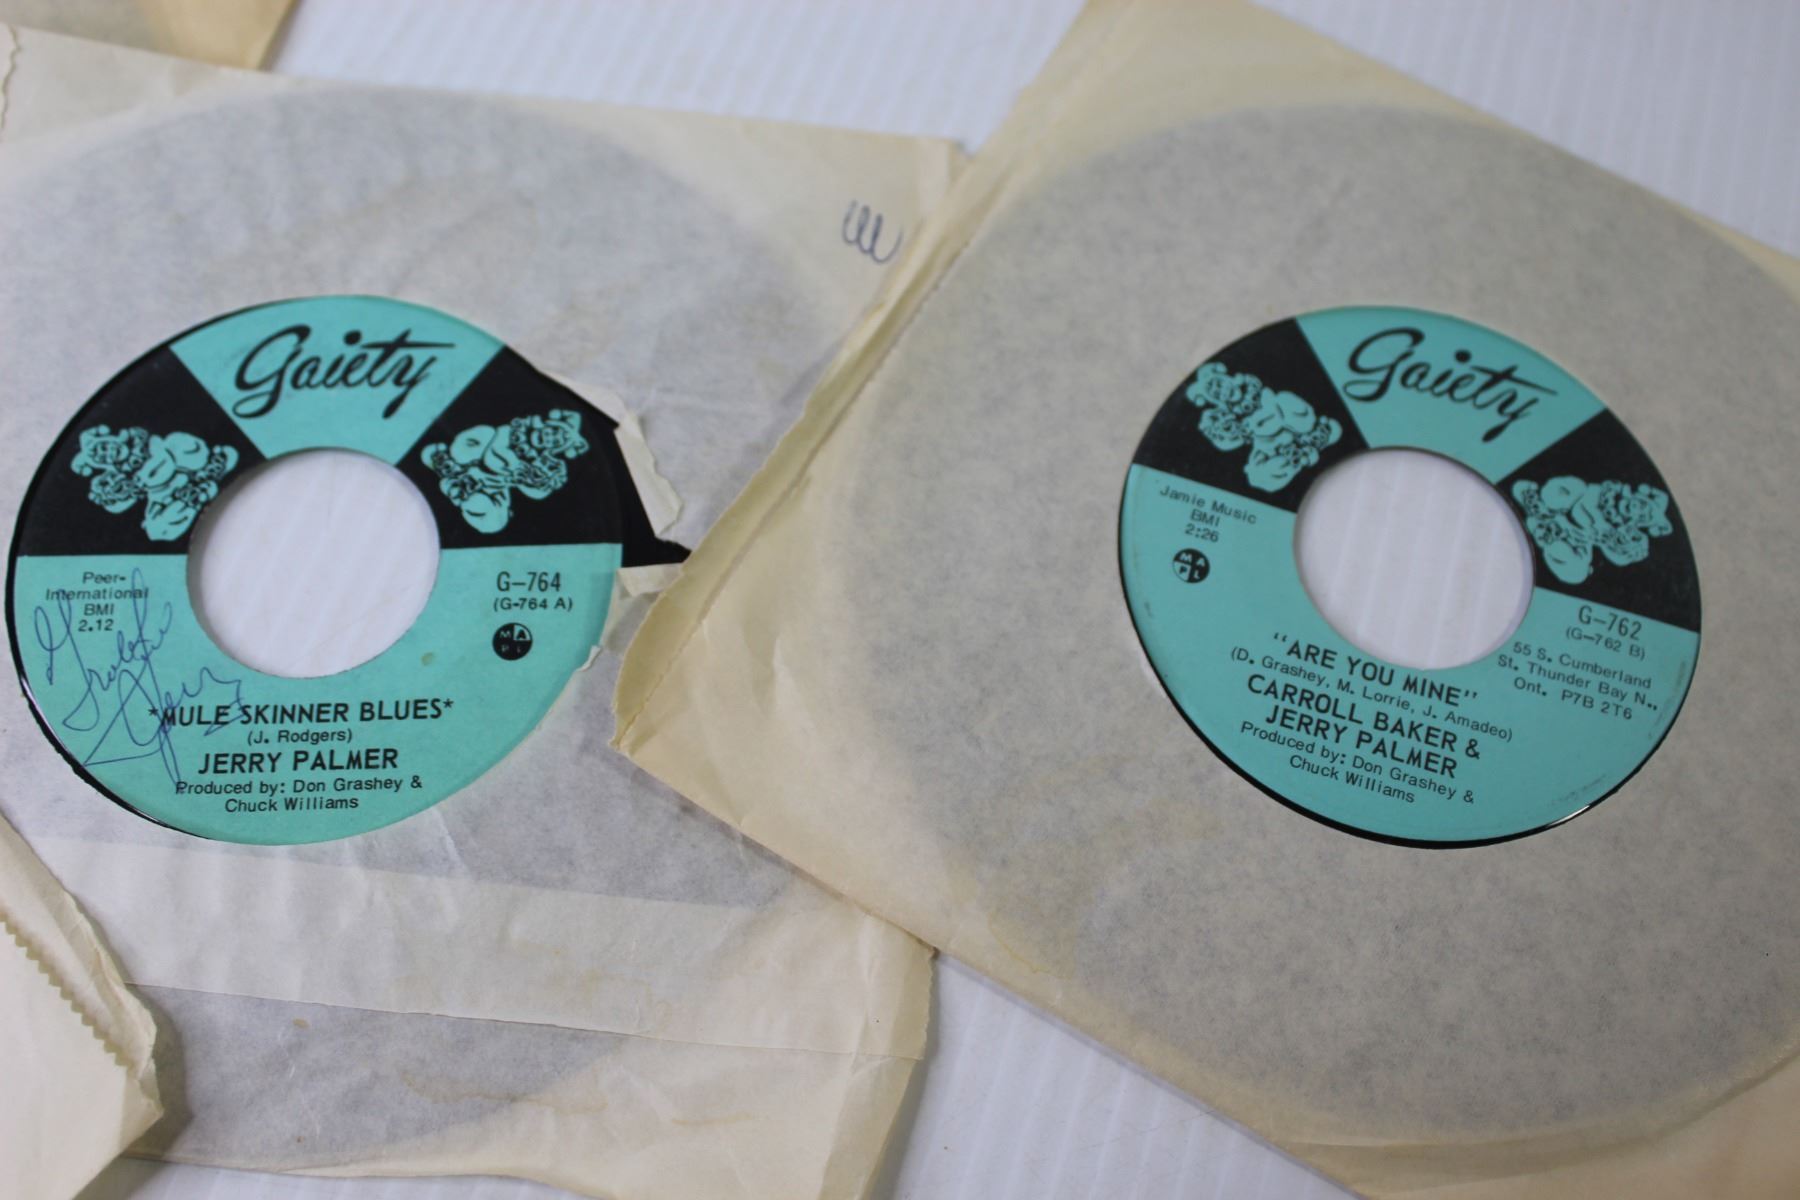 Gaiety
Peer-
International
BMI
2.12
G-764
(G-764 A)
M A
P L
*MULE SKINNER BLUES*
(J. Rodgers)
JERRY PALMER
Produced by: Don Grashey &
Chuck Williams
Gaiety
Jamie Music
BMI
2:26
M A
P L
G-762
(G-762 B)
55 S. Cumberland
St. Thunder Bay N..
Ont. P7B 2T6
"ARE YOU MINE"
(D. Grashey, M. Lorrie, J. Amadeo)
CARROLL BAKER &
JERRY PALMER
Produced by: Don Grashey &
Chuck Williams